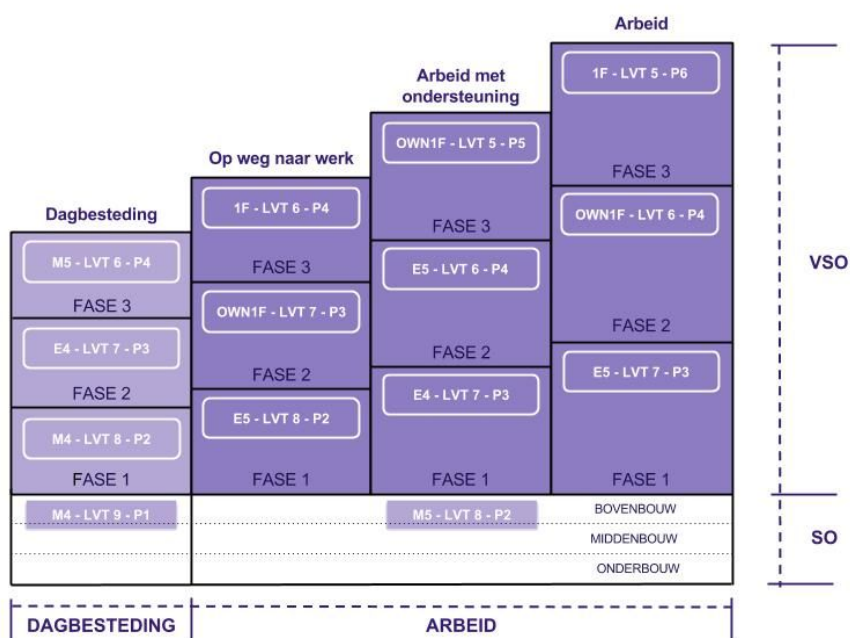 Arbeid
1F - LVT 5 - P6
FASE 3
OWN1F - LVT 6 - P4
FASE 2
E5 - LVT 7 - P3
FASE 1
Arbeid met
ondersteuning
OWN1F - LVT 5 - P5
FASE 3
E5 - LVT 6 - P4
FASE 2
E4 - LVT 7 - P3
FASE 1
Op weg naar werk
1F - LVT 6 - P4
FASE 3
OWN1F - LVT 7 - P3
FASE 2
E5 - LVT 8 - P2
FASE 1
Dagbesteding
M5 - LVT 6 - P4
FASE 3
E4 - LVT 7 - P3
FASE 2
M4 - LVT 8 - P2
FASE 1
VSO
M4 - LVT 9 - P1
M5 - LVT 8 - P2
BOVENBOUW
MIDDENBOUW
ONDERBOUW
SO
DAGBESTEDING
ARBEID